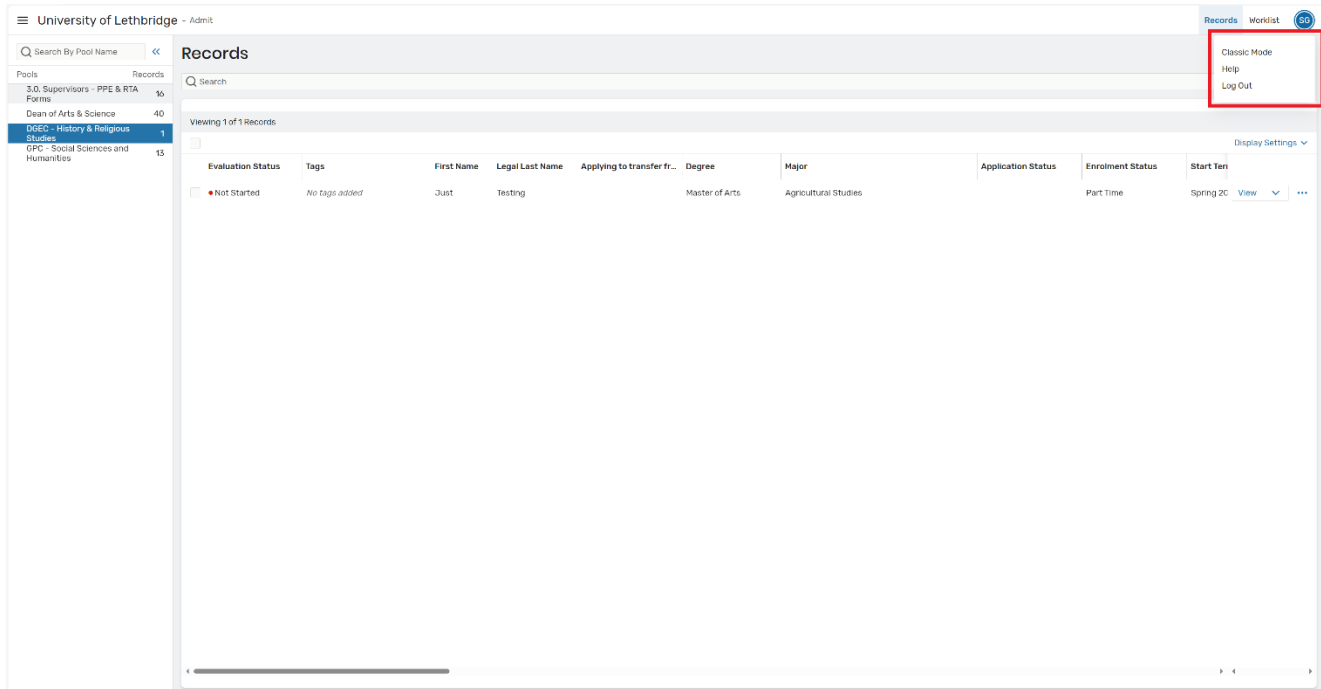 University of Lethbridge - Admit
Records Worklist SG
Search By Pool Name
Pools Records
3.0. Supervisors - PPE & RTA
Forms
16
Dean of Arts & Science 40
DGEC - History & Religious
Studies
1
GPC - Social Sciences and
Humanities
13
Records
Search
Classic Mode
Help
Log Out
Viewing 1 of 1 Records
Display Settings
Evaluation Status Tags First Name Legal Last Name Applying to transfer fr... Degree Major Application Status Enrolment Status Start Ter
Not Started No tags added Just Testing Master of Arts Agricultural Studies Part Time Spring 20 View ...